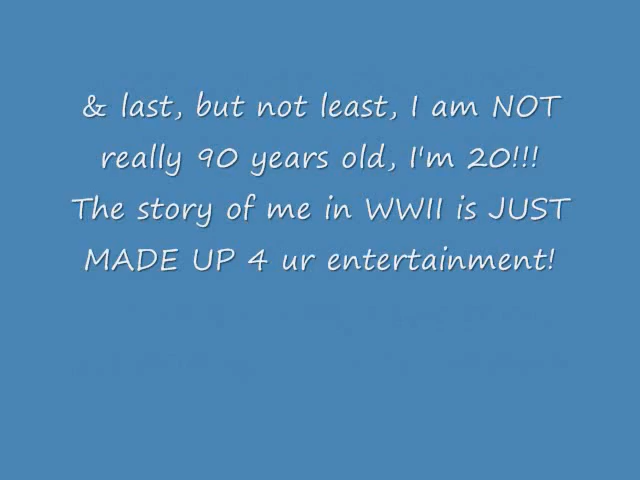 & last, but not least, I am NOT
really 90 years old, I'm 20!!!
The story of me in WWII is JUST
MADE UP 4 ur entertainment!